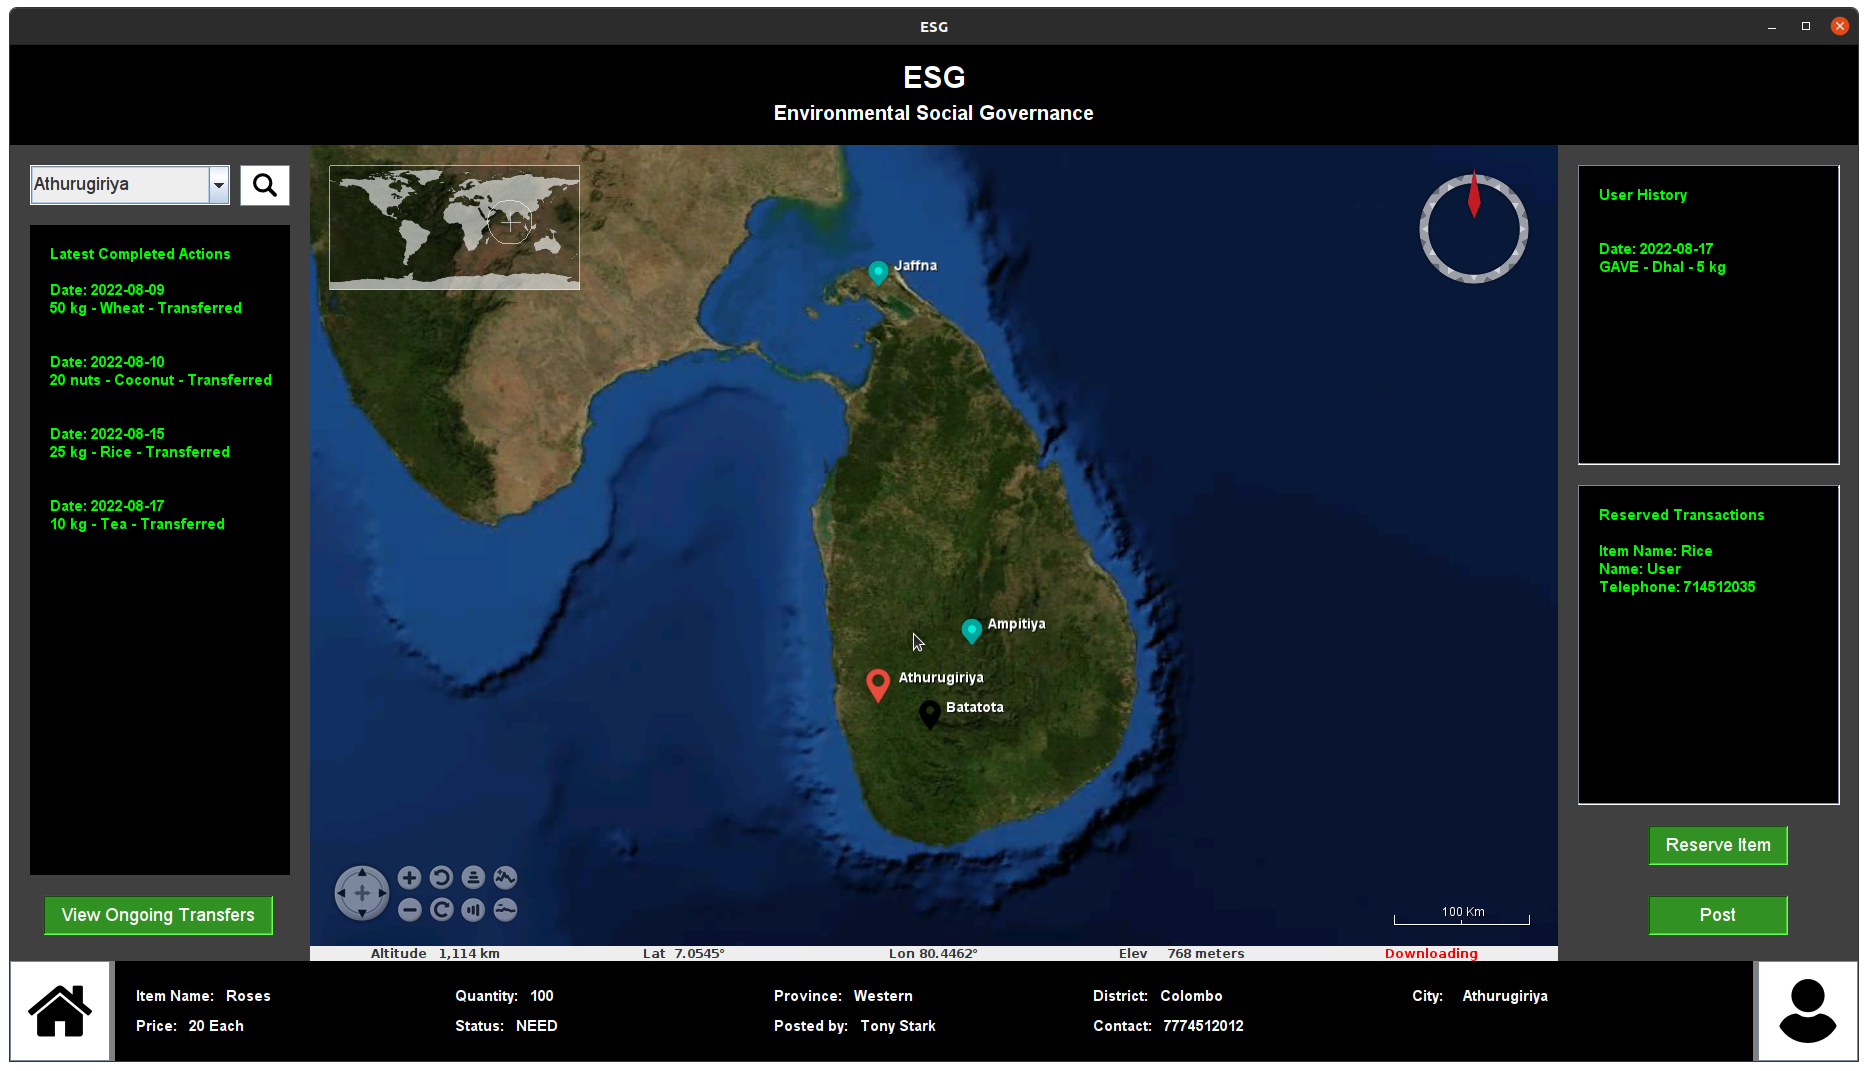 ESG
ESG
Environmental Social Governance
Athurugiriya
Latest Completed Actions
Date: 2022-08-09
50 kg - Wheat - Transferred
Date: 2022-08-10
20 nuts - Coconut - Transferred
Date: 2022-08-15
25 kg - Rice - Transferred
Date: 2022-08-17
10 kg - Tea - Transferred
View Ongoing Transfers
Jaffna
Ampitiya
Athurugiriya
Batatota
100 Km
Altitude 1,114 km Lat 7.0545° Lon 80.4462° Elev 768 meters Downloading
User History
Date: 2022-08-17
GAVE - Dhal - 5 kg
Reserved Transactions
Item Name: Rice
Name: User
Telephone: 714512035
Reserve Item
Post
Item Name: Roses Quantity: 100 Province: Western District: Colombo City: Athurugiriya
Price: 20 Each Status: NEED Posted by: Tony Stark Contact: 7774512012